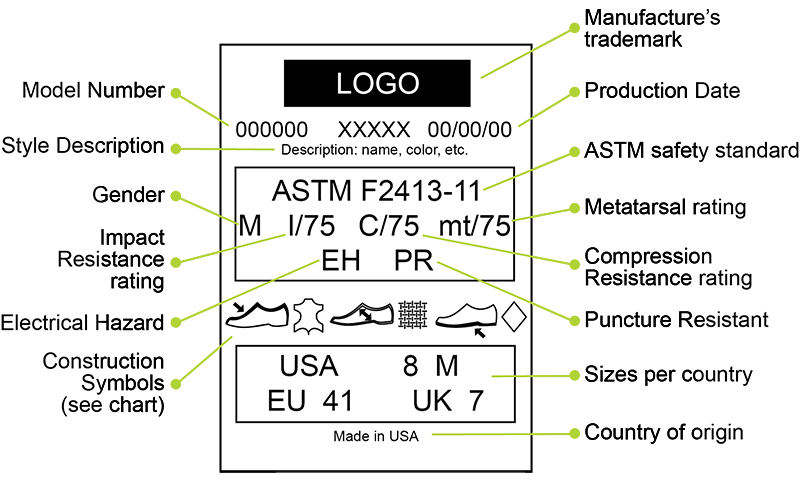 Manufacture's
trademark
LOGO
Model Number
Production Date
000000 XXXXX 00/00/00
Style Description
Description: name, color, etc.
ASTM safety standard
ASTM F2413-11
Gender
Metatarsal rating
M I/75 C/75 mt/75
Impact
Resistance
rating
Compression
Resistance rating
EH PR
Electrical Hazard
Puncture Resistant
Construction
Symbols
(see chart)
USA 8 M
EU 41 UK 7
Sizes per country
Made in USA
Country of origin